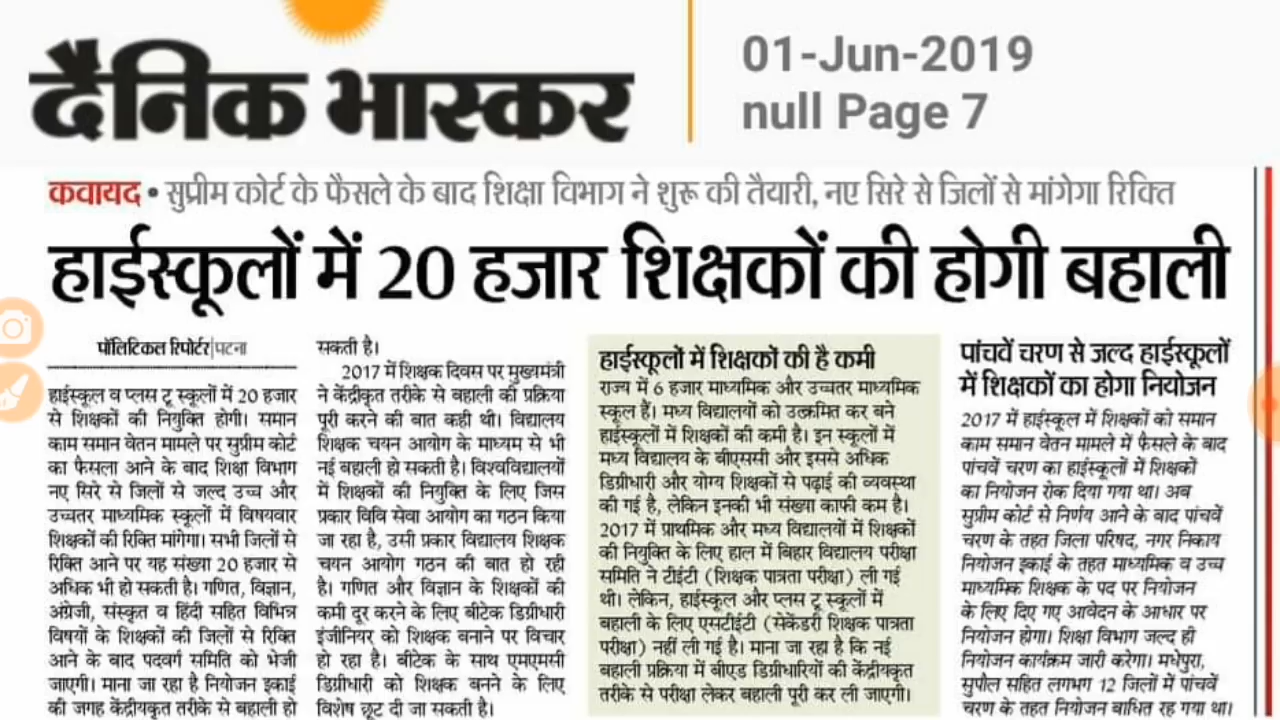 दैनिक भास्कर
01-Jun-2019
null Page 7
कवायद • सुप्रीम कोर्ट के फैसले के बाद शिक्षा विभाग ने शुरू की तैयारी, नए सिरे से जिलों से मांगेगा रिक्ति
हाईस्कूलों में 20 हजार शिक्षकों की होगी बहाली
पॉलिटिकल रिपोर्टर|पटना
हाईस्कूल व प्लस टू स्कूलों में 20 हजार
से शिक्षकों की नियुक्ति होगी। समान
काम समान वेतन मामले पर सुप्रीम कोर्ट
का फैसला आने के बाद शिक्षा विभाग
नए सिरे से जिलों से जल्द उच्च और
उच्चतर माध्यमिक स्कूलों में विषयवार
शिक्षकों की रिक्ति मांगेगा। सभी जिलों से
रिक्ति आने पर यह संख्या 20 हजार से
अधिक भी हो सकती है। गणित, विज्ञान,
अंग्रेजी, संस्कृत व हिंदी सहित विभिन्न
विषयों के शिक्षकों की जिलों से रिक्ति
आने के बाद पदवर्ग समिति को भेजी
जाएगी। माना जा रहा है नियोजन इकाई
की जगह केंद्रीयकृत तरीके से बहाली हो
सकती है।
2017 में शिक्षक दिवस पर मुख्यमंत्री
ने केंद्रीकृत तरीके से बहाली की प्रक्रिया
पूरी करने की बात कही थी। विद्यालय
शिक्षक चयन आयोग के माध्यम से भी
नई बहाली हो सकती है। विश्वविद्यालयों
में शिक्षकों की नियुक्ति के लिए जिस
प्रकार विवि सेवा आयोग का गठन किया
जा रहा है, उसी प्रकार विद्यालय शिक्षक
चयन आयोग गठन की बात हो रही
है। गणित और विज्ञान के शिक्षकों की
कमी दूर करने के लिए बीटेक डिग्रीधारी
इंजीनियर को शिक्षक बनाने पर विचार
हो रहा है। बीटेक के साथ एमएमसी
डिग्रीधारी को शिक्षक बनने के लिए
विशेष छूट दी जा सकती है।
हाईस्कूलों में शिक्षकों की है कमी
राज्य में 6 हजार माध्यमिक और उच्चतर माध्यमिक
स्कूल हैं। मध्य विद्यालयों को उत्क्रमित कर बने
हाईस्कूलों में शिक्षकों की कमी है। इन स्कूलों में
मध्य विद्यालय के बीएससी और इससे अधिक
डिग्रीधारी और योग्य शिक्षकों से पढ़ाई की व्यवस्था
की गई है, लेकिन इनकी भी संख्या काफी कम है।
2017 में प्राथमिक और मध्य विद्यालयों में शिक्षकों
की नियुक्ति के लिए हाल में बिहार विद्यालय परीक्षा
समिति ने टीईटी (शिक्षक पात्रता परीक्षा) ली गई
थी। लेकिन, हाईस्कूल और प्लस टू स्कूलों में
बहाली के लिए एसटीईटी (सेकेंडरी शिक्षक पात्रता
परीक्षा) नहीं ली गई है। माना जा रहा है कि नई
बहाली प्रक्रिया में बीएड डिग्रीधारियों की केंद्रीयकृत
तरीके से परीक्षा लेकर बहाली पूरी कर ली जाएगी।
पांचवें चरण से जल्द हाईस्कूलों
में शिक्षकों का होगा नियोजन
2017 में हाईस्कूल में शिक्षकों को समान
काम समान वेतन मामले में फैसले के बाद
पांचवें चरण का हाईस्कूलों में शिक्षकों
का नियोजन रोक दिया गया था। अब
सुप्रीम कोर्ट से निर्णय आने के बाद पांचवें
चरण के तहत जिला परिषद, नगर निकाय
नियोजन इकाई के तहत माध्यमिक व उच्च
माध्यमिक शिक्षक के पद पर नियोजन
के लिए दिए गए आवेदन के आधार पर
नियोजन होगा। शिक्षा विभाग जल्द ही
नियोजन कार्यक्रम जारी करेगा। मधेपुरा,
सुपौल सहित लगभग 12 जिलों में पांचवें
चरण के तहत नियोजन बाधित रह गया था।